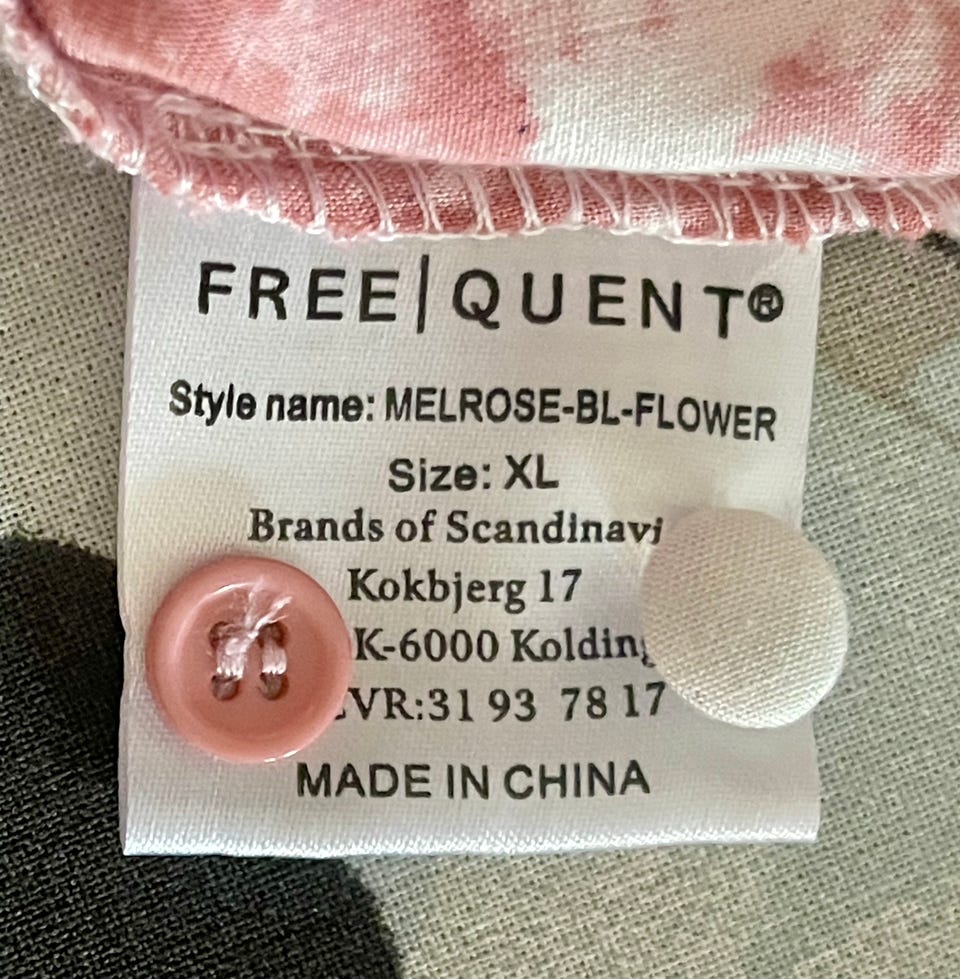 FREE|QUENT®
Style name: MELROSE-BL-FLOWER
Size: XL
Brands of Scandinavi
Kokbjerg 17
K-6000 Koldin
VR:31 93 78 17
MADE IN CHINA